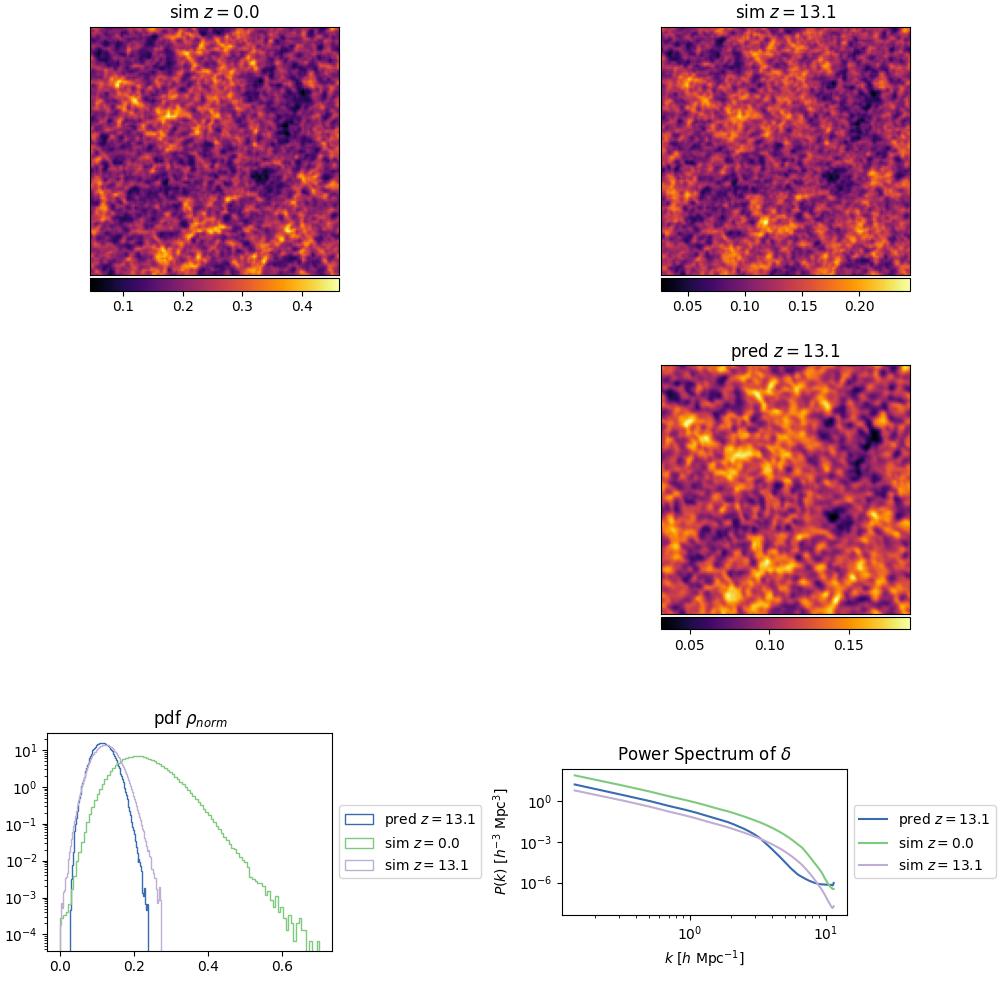 sim z = 0.0
sim z = 13.1
0.1 0.2 0.3 0.4
0.05 0.10 0.15 0.20
pred z = 13.1
0.05 0.10 0.15
pdf ρnorm
10¹
10⁰
10⁻¹
10⁻²
10⁻³
10⁻⁴
0.0 0.2 0.4 0.6
pred z = 13.1
sim z = 0.0
sim z = 13.1
Power Spectrum of δ
P(k) [h⁻³ Mpc³]
10⁰
10⁻³
10⁻⁶
10⁰ 10¹
k [h Mpc⁻¹]
pred z = 13.1
sim z = 0.0
sim z = 13.1